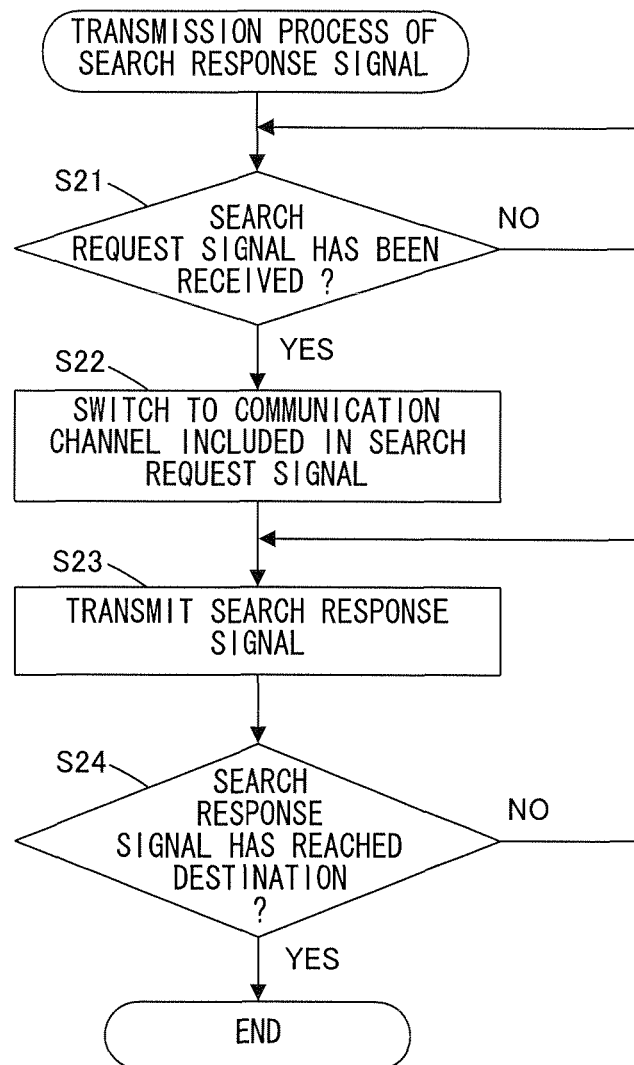 TRANSMISSION PROCESS OF
SEARCH RESPONSE SIGNAL
S21
SEARCH
REQUEST SIGNAL HAS BEEN
RECEIVED ?
NO
YES
S22
SWITCH TO COMMUNICATION
CHANNEL INCLUDED IN SEARCH
REQUEST SIGNAL
S23
TRANSMIT SEARCH RESPONSE
SIGNAL
S24
SEARCH
RESPONSE
SIGNAL HAS REACHED
DESTINATION
?
NO
YES
END